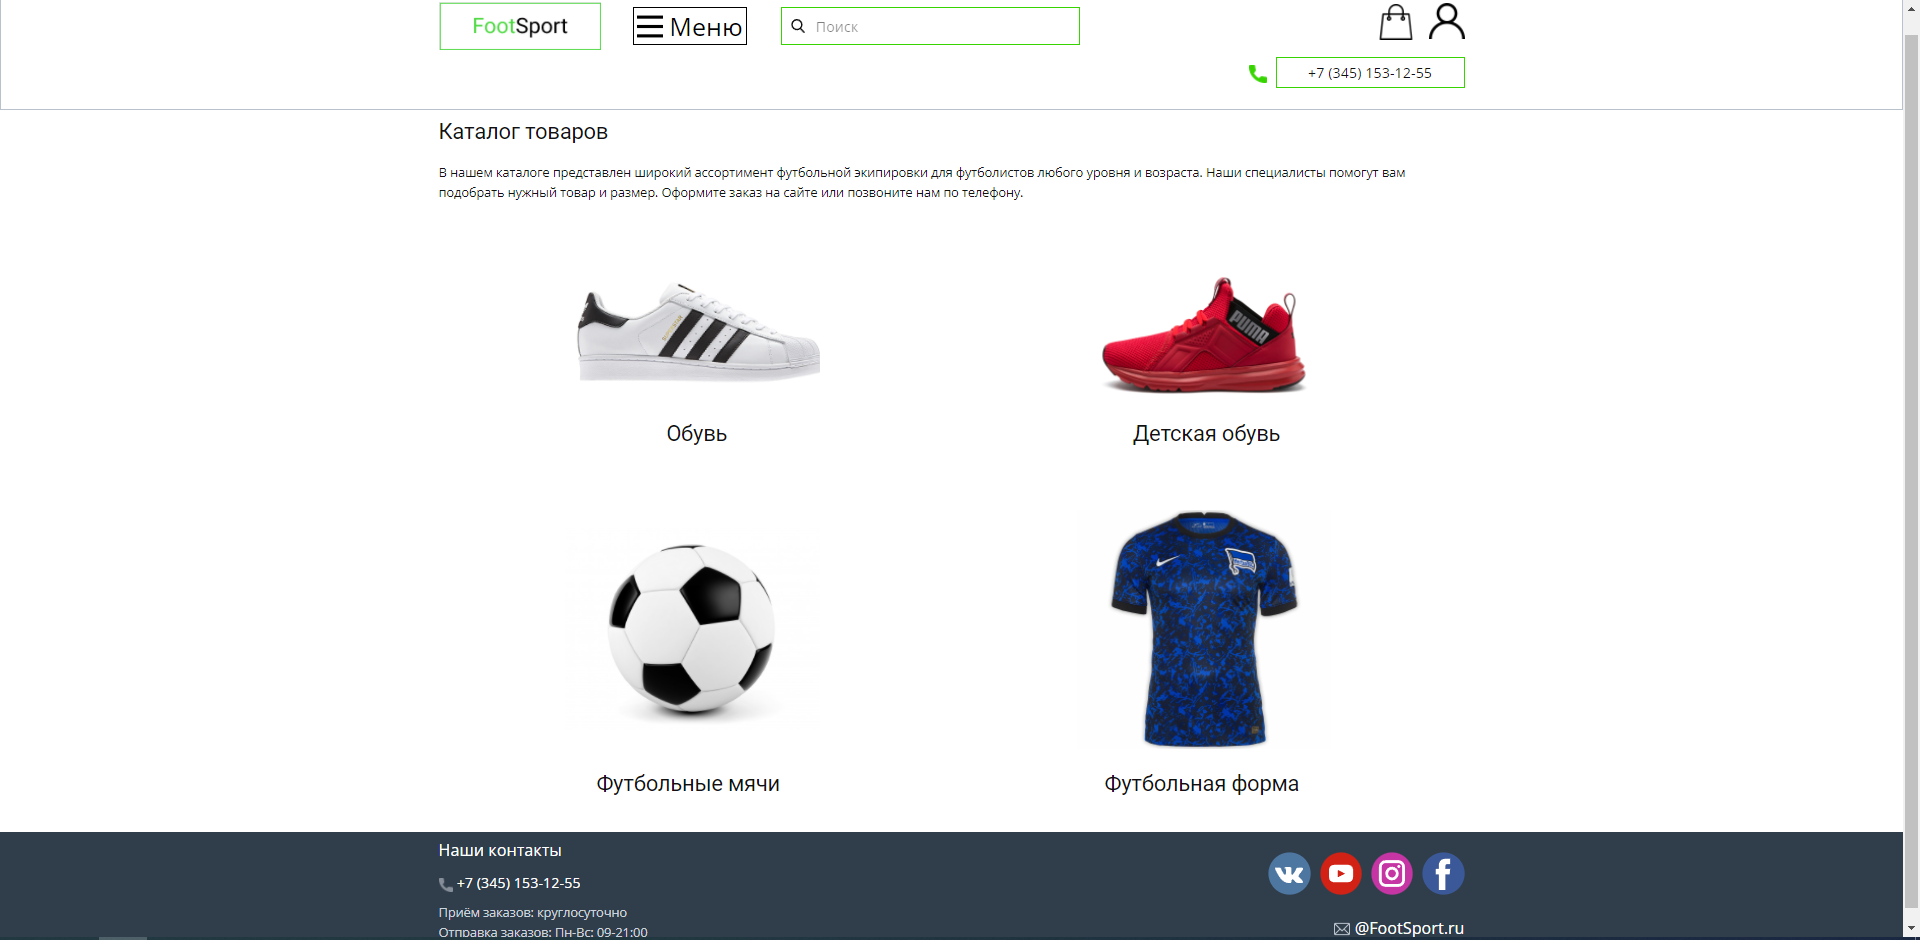 FootSport
Меню
Поиск
+7 (345) 153-12-55
Каталог товаров
В нашем каталоге представлен широкий ассортимент футбольной экипировки для футболистов любого уровня и возраста. Наши специалисты помогут вам
подобрать нужный товар и размер. Оформите заказ на сайте или позвоните нам по телефону.
PUMA
Обувь
Детская обувь
Футбольные мячи
Футбольная форма
Наши контакты
+7 (345) 153-12-55
Приём заказов: круглосуточно
Отправка заказов: Пн-Вс: 09-21:00
@FootSport.ru